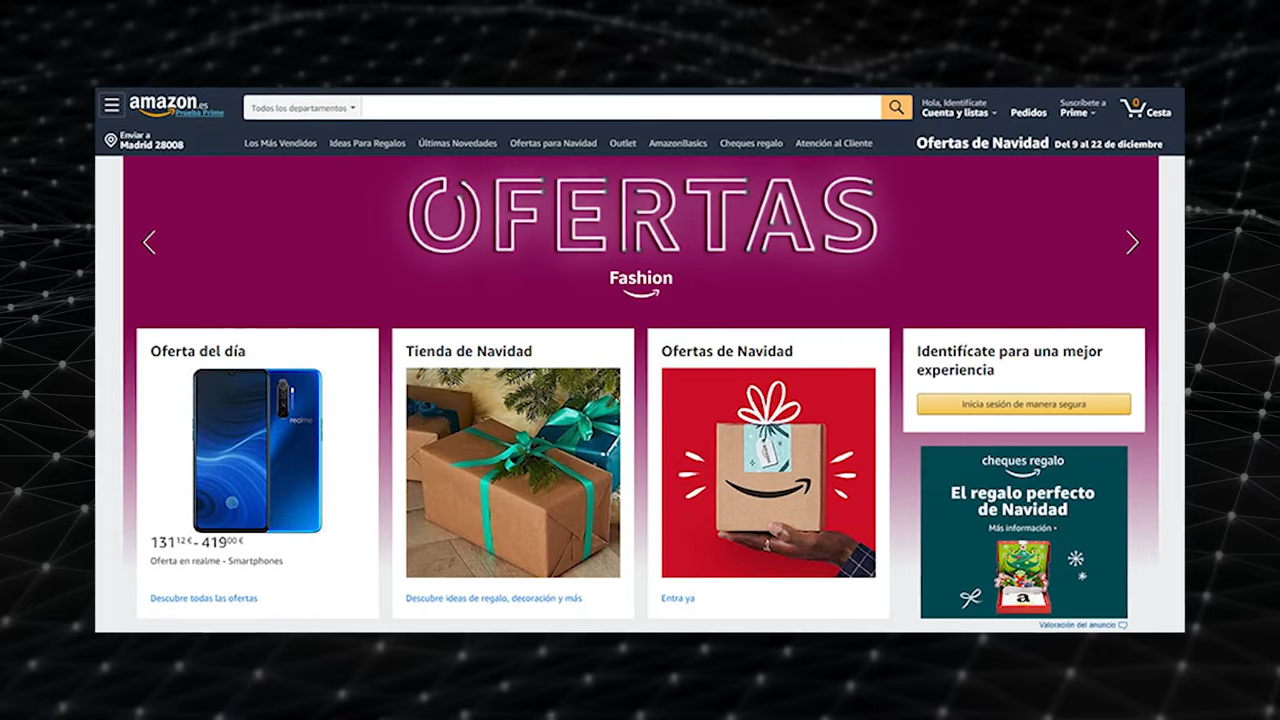 amazon.es
Prueba Prime
Todos los departamentos
Hola, Identifícate
Cuenta y listas
Pedidos
Suscríbete a
Prime
0
Cesta
Enviar a
Madrid 28008
Los Más Vendidos
Ideas Para Regalos
Últimas Novedades
Ofertas para Navidad
Outlet
AmazonBasics
Cheques regalo
Atención al Cliente
Ofertas de Navidad Del 9 al 22 de diciembre
OFERTAS
Fashion
Oferta del día
realme
13112 € - 41900 €
Oferta en realme - Smartphones
Descubre todas las ofertas
Tienda de Navidad
Descubre ideas de regalo, decoración y más
Ofertas de Navidad
Entra ya
Identifícate para una mejor
experiencia
Inicia sesión de manera segura
cheques regalo
El regalo perfecto
de Navidad
Más información
a
Valoración del anuncio